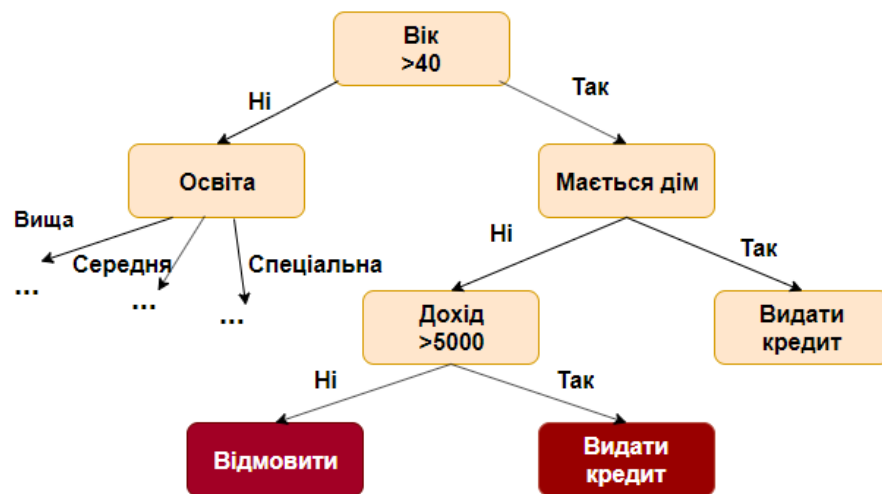 Вік
>40
Ні
Так
Освіта
Мається дім
Вища
Середня
Спеціальна
...
...
...
Ні
Так
Дохід
>5000
Видати
кредит
Ні
Так
Відмовити
Видати
кредит